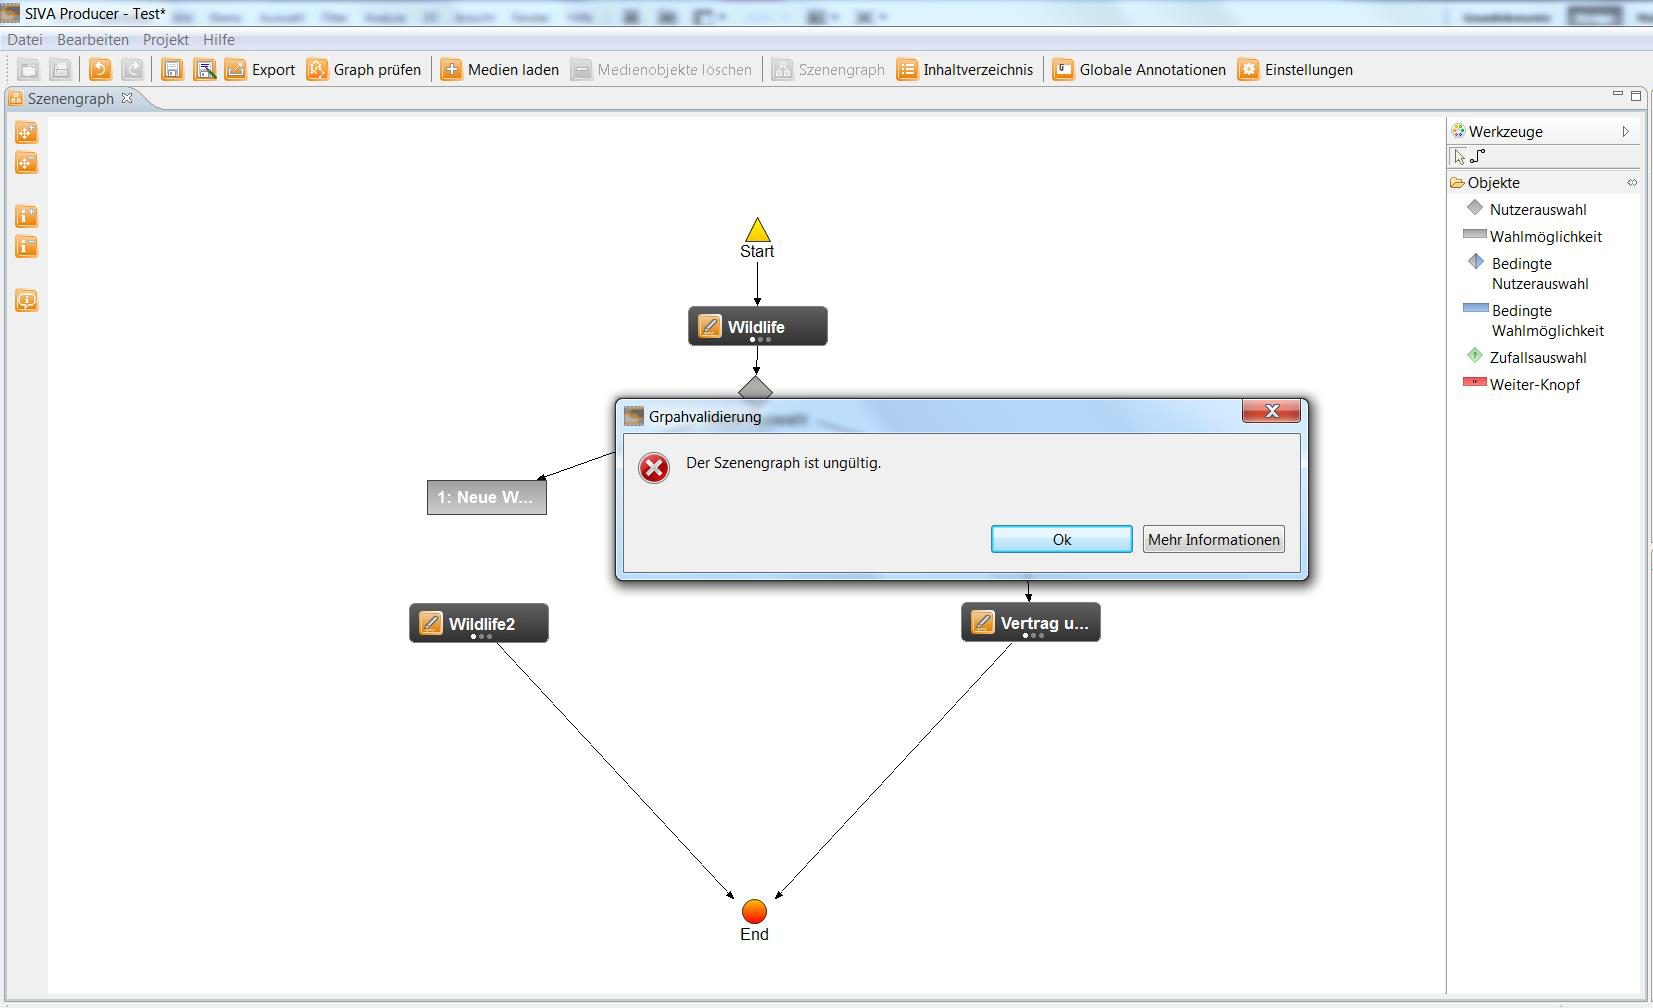 SIVA Producer - Test*
Datei Bearbeiten Projekt Hilfe
Export Graph prüfen Medien laden Medienobjekte löschen Szenengraph Inhaltverzeichnis Globale Annotationen Einstellungen
Szenengraph
Werkzeuge
Objekte
Nutzerauswahl
Wahlmöglichkeit
Bedingte
Nutzerauswahl
Bedingte
Wahlmöglichkeit
Zufallsauswahl
Weiter-Knopf
Start
Wildlife
Grpahvalidierung
Der Szenengraph ist ungültig.
Ok Mehr Informationen
1: Neue W...
Wildlife2
Vertrag u...
End